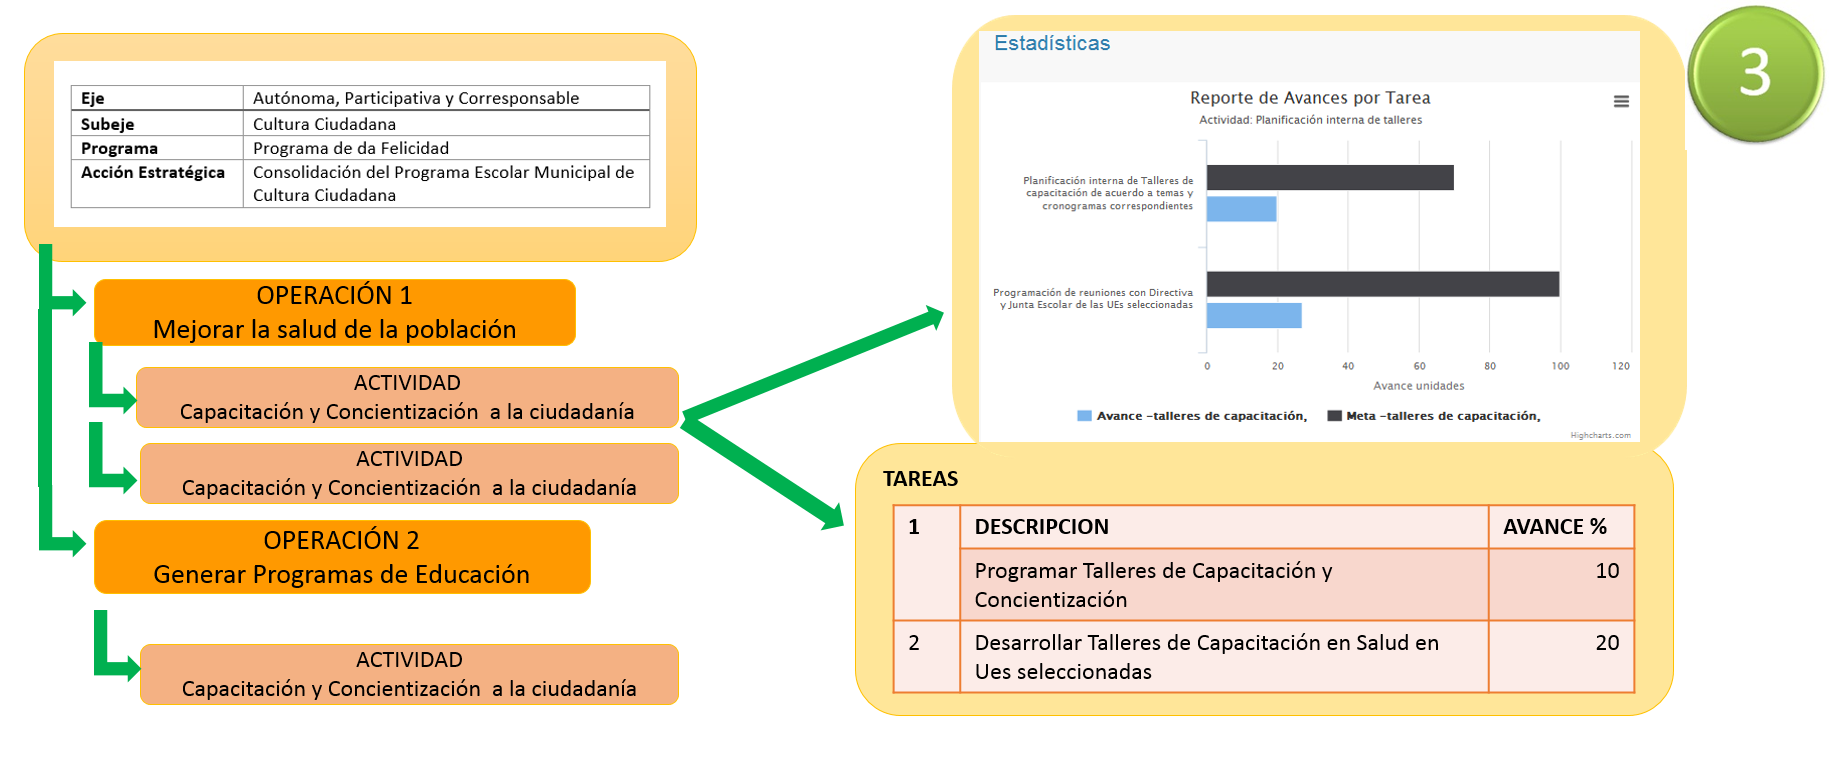 Eje Autónoma, Participativa y Corresponsable
Subeje Cultura Ciudadana
Programa Programa de da Felicidad
Acción Estratégica Consolidación del Programa Escolar Municipal de
Cultura Ciudadana
OPERACIÓN 1
Mejorar la salud de la población
ACTIVIDAD
Capacitación y Concientización a la ciudadanía
ACTIVIDAD
Capacitación y Concientización a la ciudadanía
OPERACIÓN 2
Generar Programas de Educación
ACTIVIDAD
Capacitación y Concientización a la ciudadanía
Estadísticas
Reporte de Avances por Tarea
Actividad: Planificación interna de talleres
Planificación interna de Talleres de
capacitación de acuerdo a temas y
cronogramas correspondientes
Programación de reuniones con Directiva
y Junta Escolar de las UEs seleccionadas
0 20 40 60 80 100 120
Avance unidades
Avance -talleres de capacitación, Meta -talleres de capacitación,
Highcharts.com
3
TAREAS
1 DESCRIPCION AVANCE %
Programar Talleres de Capacitación y 10
Concientización
2 Desarrollar Talleres de Capacitación en Salud en 20
Ues seleccionadas